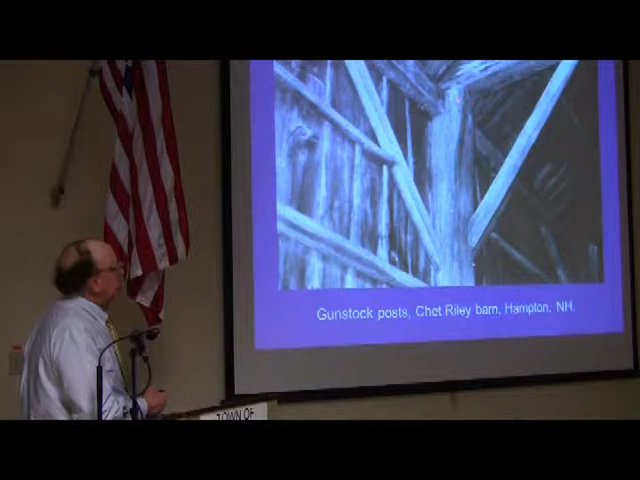 Gunstock posts, Chet Riley barn, Hampton, NH.
TOWN OF